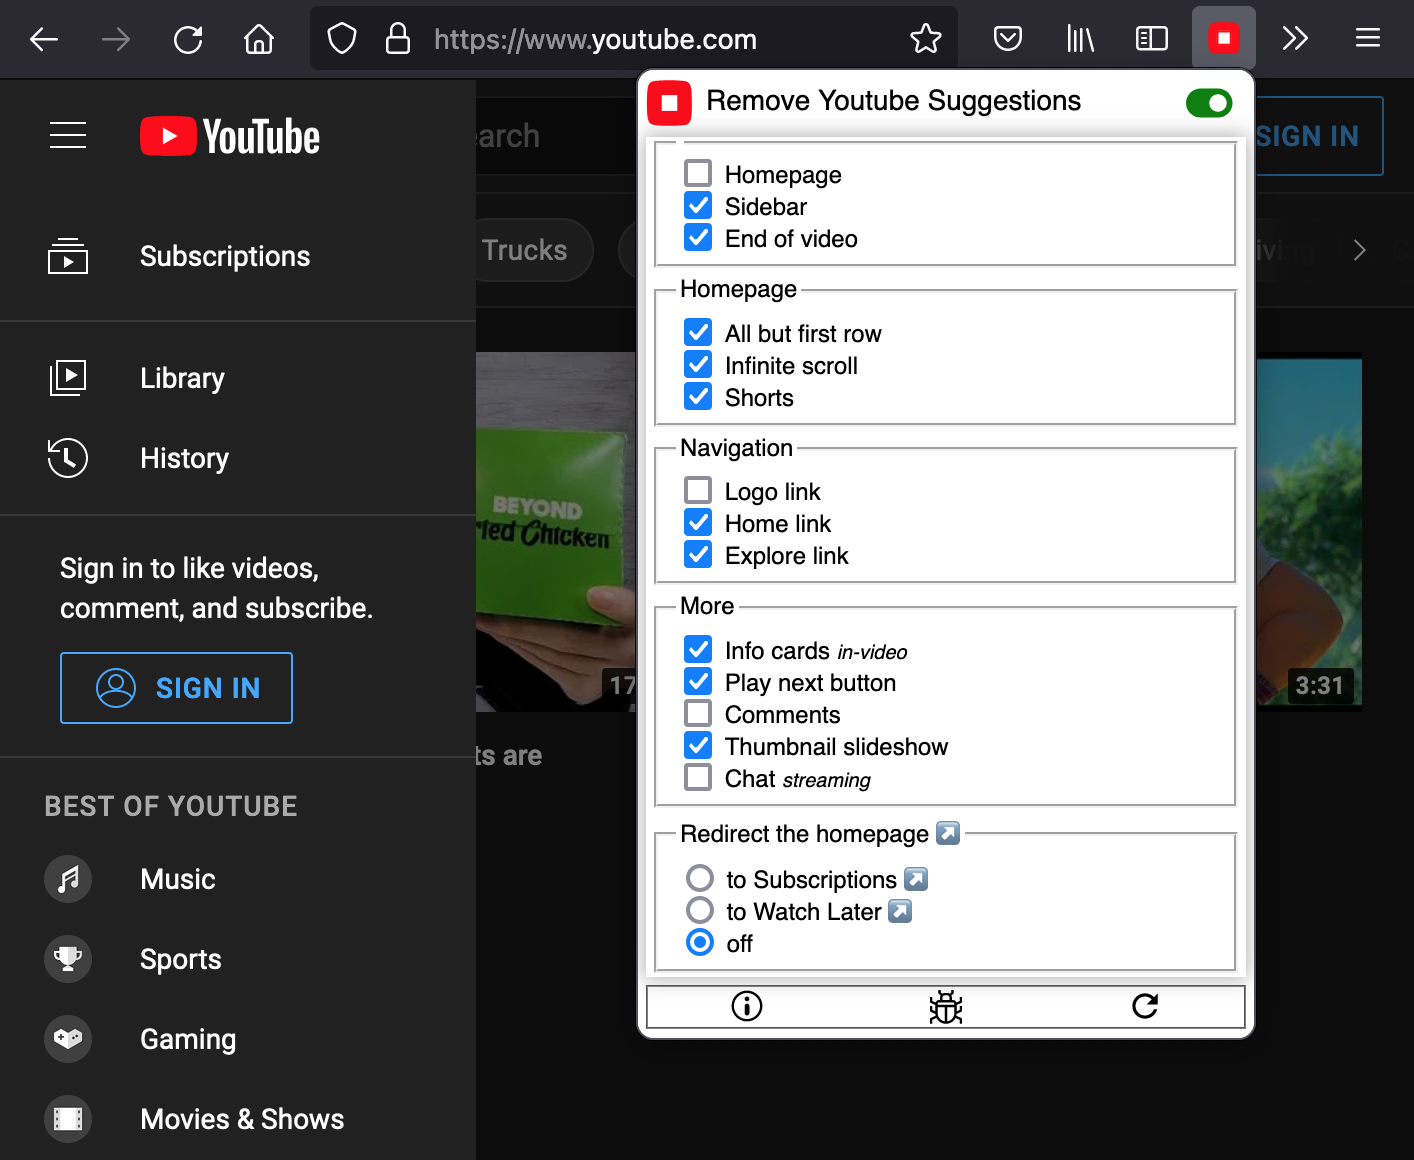 https://www.youtube.com
YouTube
earch
SIGN IN
Subscriptions
Trucks
Library
History
Sign in to like videos,
comment, and subscribe.
SIGN IN
BEST OF YOUTUBE
Music
Sports
Gaming
Movies & Shows
BEYOND
Chicken
17
ts are
3:31
Remove Youtube Suggestions
Homepage
Sidebar
End of video
Homepage
All but first row
Infinite scroll
Shorts
Navigation
Logo link
Home link
Explore link
More
Info cards in-video
Play next button
Comments
Thumbnail slideshow
Chat streaming
Redirect the homepage
to Subscriptions
to Watch Later
off